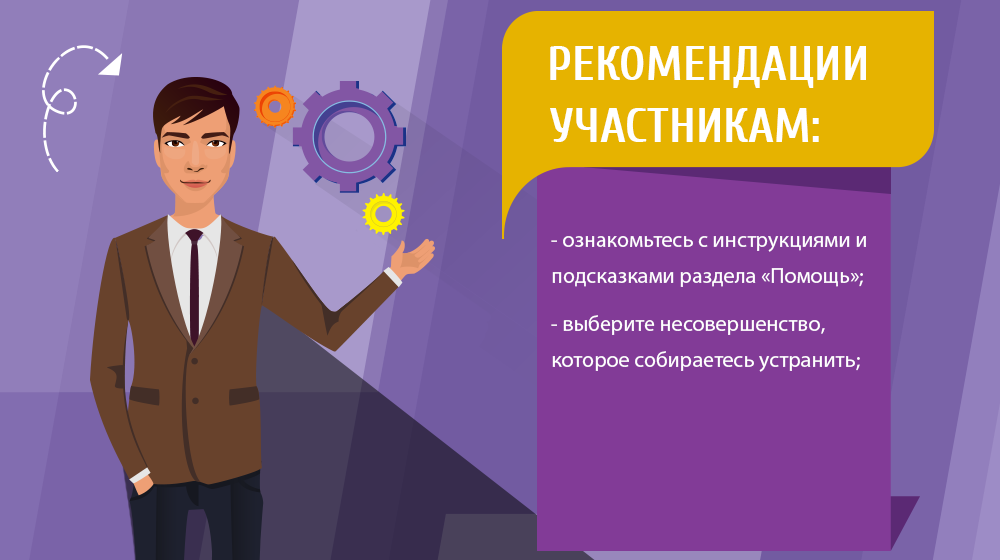 РЕКОМЕНДАЦИИ
УЧАСТНИКАМ:
- ознакомьтесь с инструкциями и
подсказками раздела «Помощь»;
- выберите несовершенство,
которое собираетесь устранить;